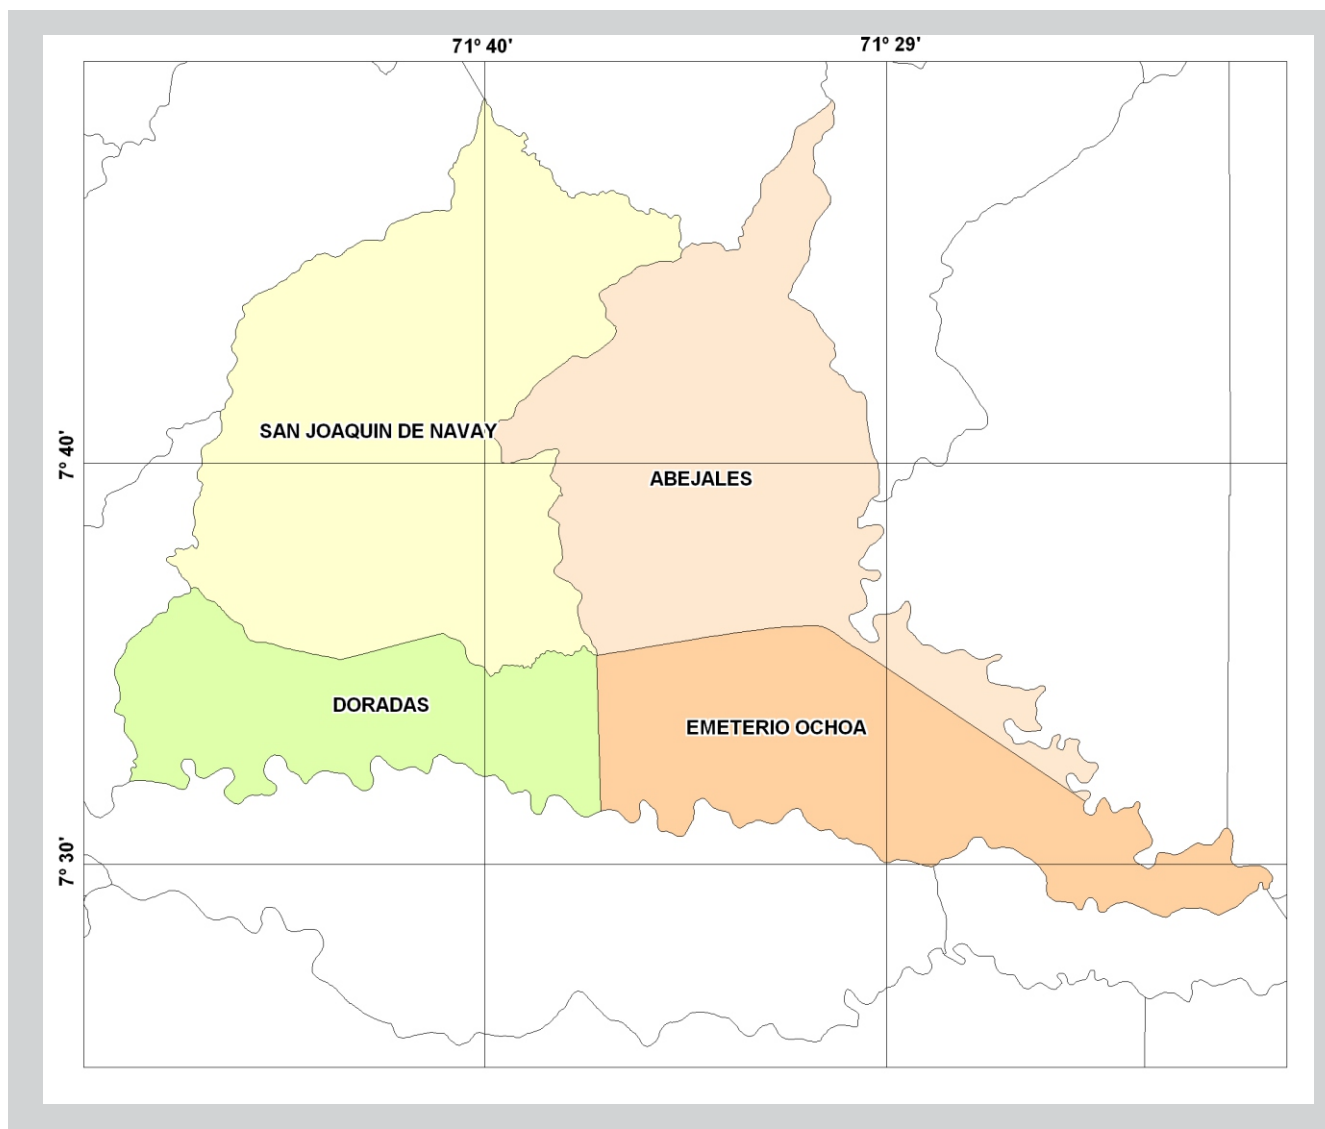 71º 40'
71º 29'
7º 40'
SAN JOAQUIN DE NAVAY
ABEJALES
DORADAS
EMETERIO OCHOA
7º 30'